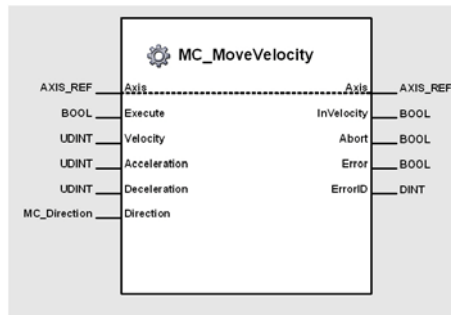 MC_MoveVelocity
AXIS_REF Axis Axis AXIS_REF
BOOL Execute InVelocity BOOL
UDINT Velocity Abort BOOL
UDINT Acceleration Error BOOL
UDINT Deceleration ErrorID DINT
MC_Direction Direction